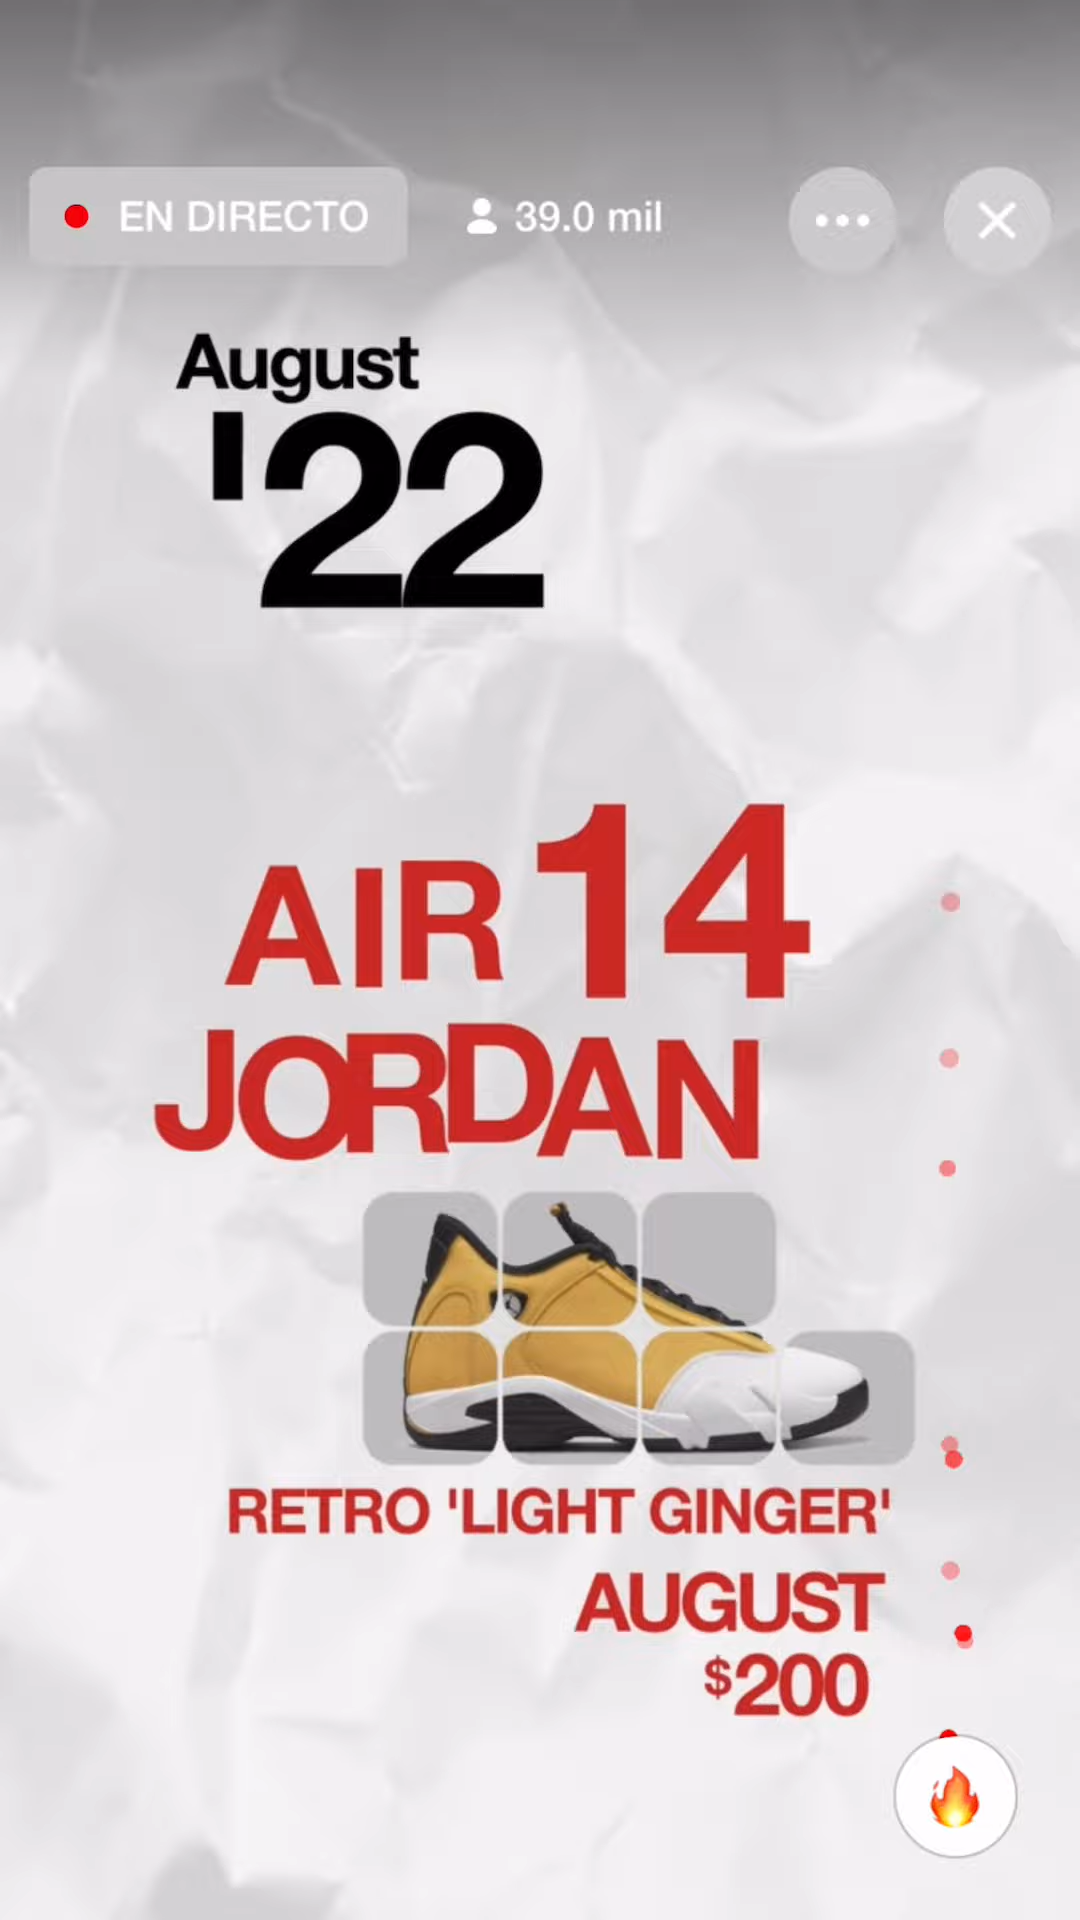 EN DIRECTO
39.0 mil
August
'22
AIR 14
JORDAN
RETRO 'LIGHT GINGER'
AUGUST
$200